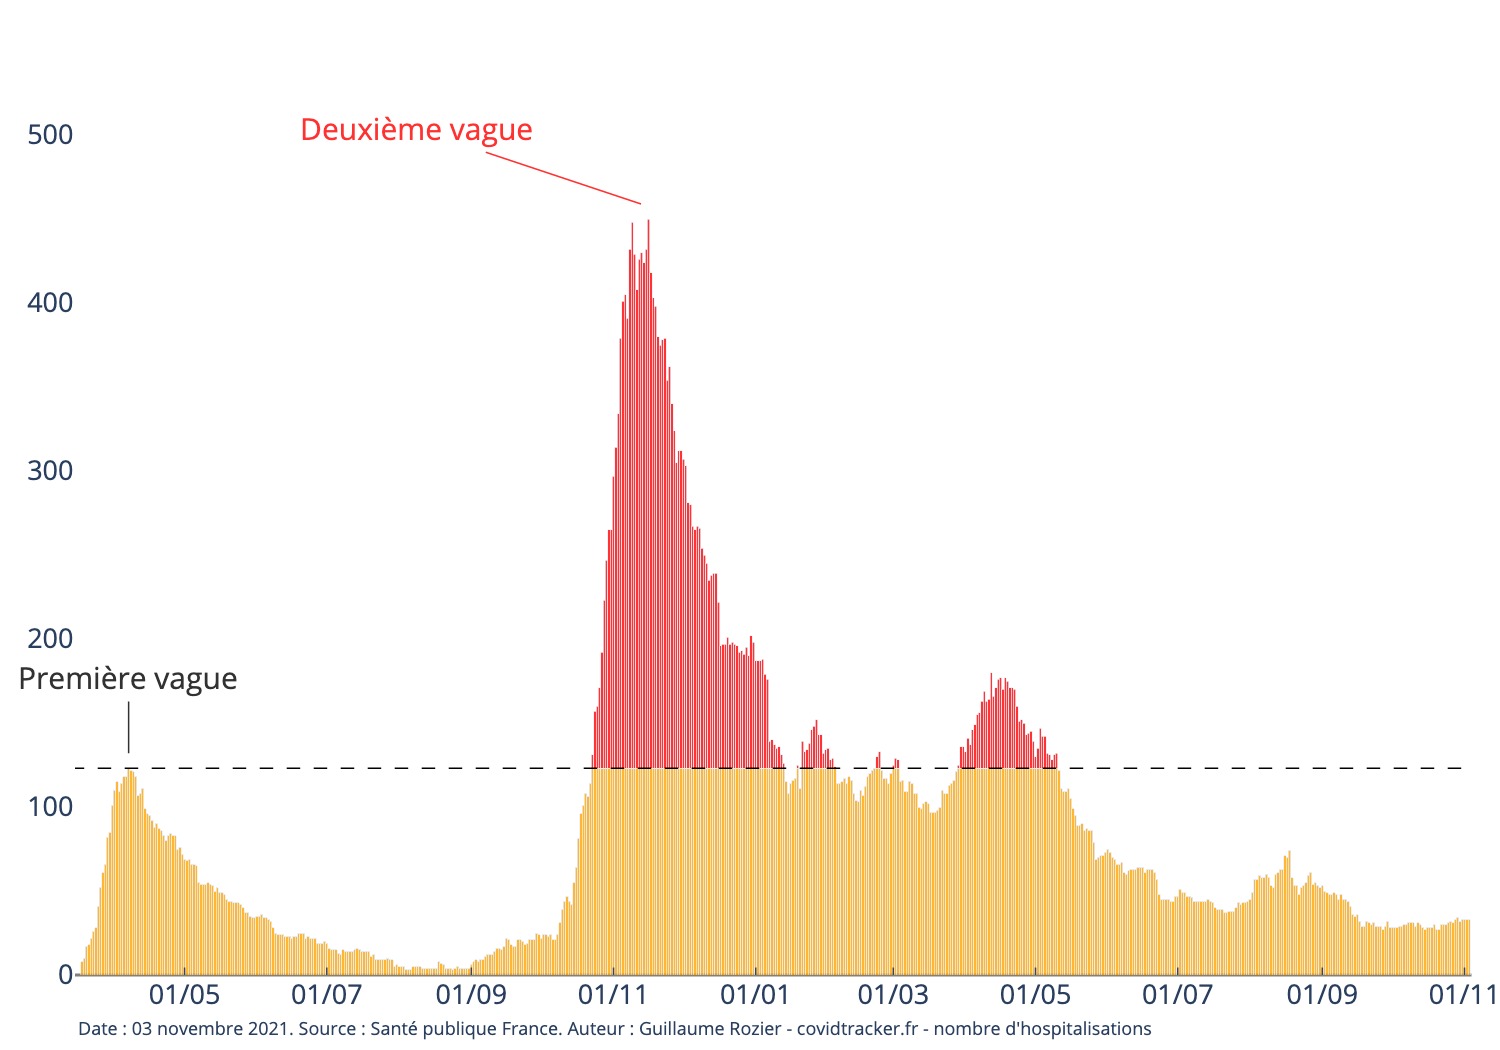 500
Deuxième vague
400
300
200
Première vague
100
0
01/05 01/07 01/09 01/11 01/01 01/03 01/05 01/07 01/09 01/11
Date : 03 novembre 2021. Source : Santé publique France. Auteur : Guillaume Rozier - covidtracker.fr - nombre d'hospitalisations